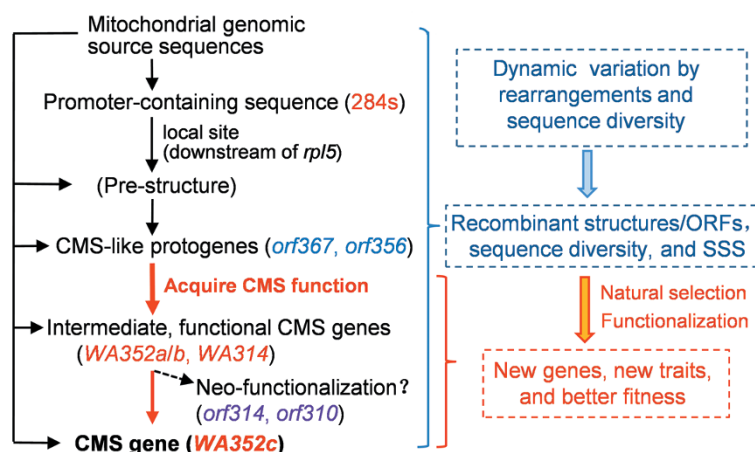 Mitochondrial genomic
source sequences
Promoter-containing sequence (284s)
local site
(downstream of rpl5)
(Pre-structure)
CMS-like protogenes (orf367, orf356)
Acquire CMS function
Intermediate, functional CMS genes
(WA352a/b, WA314)
Neo-functionalization?
(orf314, orf310)
CMS gene (WA352c)
Dynamic variation by
rearrangements and
sequence diversity
Recombinant structures/ORFs,
sequence diversity, and SSS
Natural selection
Functionalization
New genes, new traits,
and better fitness